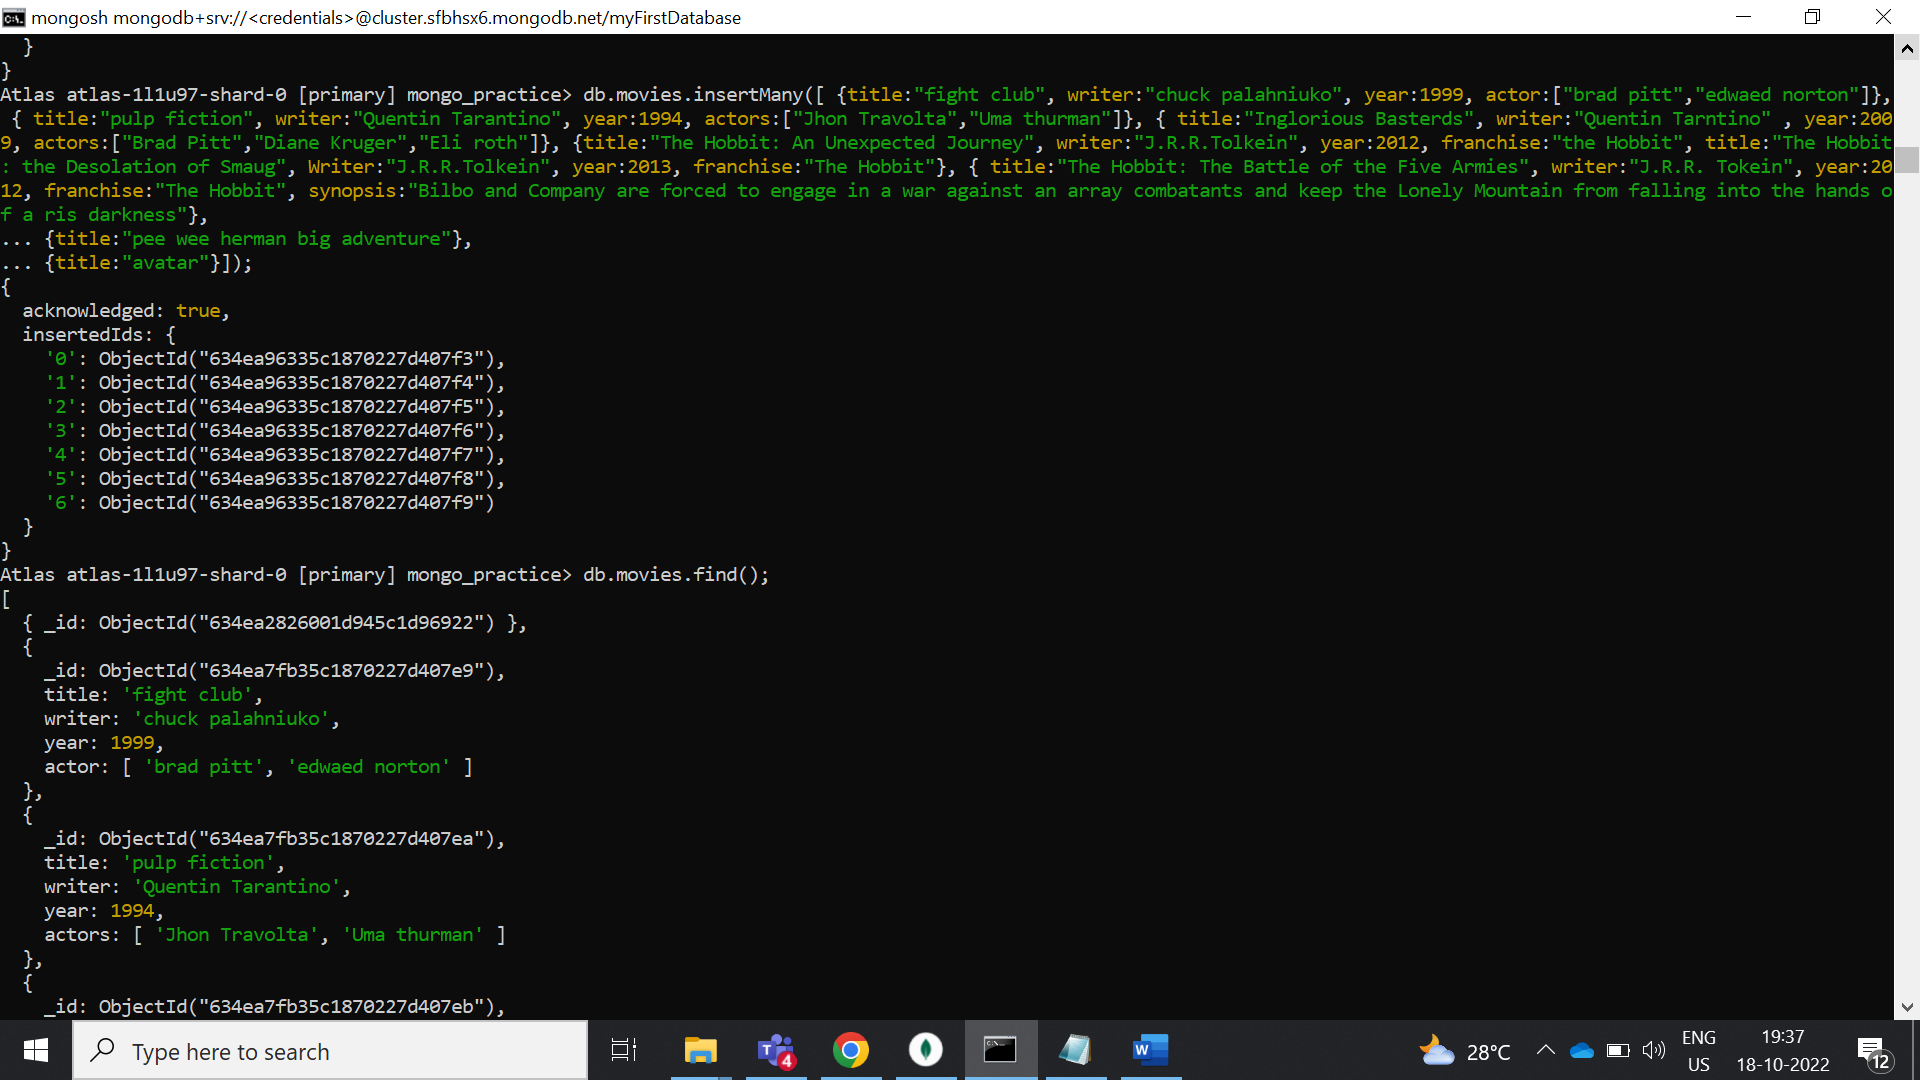 mongosh mongodb+srv://<credentials>@cluster.sfbhsx6.mongodb.net/myFirstDatabase
}
}
Atlas atlas-1l1u97-shard-0 [primary] mongo_practice> db.movies.insertMany([ {title:"fight club", writer:"chuck palahniuko", year:1999, actor:["brad pitt","edwaed norton"]},
{ title:"pulp fiction", writer:"Quentin Tarantino", year:1994, actors:["Jhon Travolta","Uma thurman"]}, { title:"Inglorious Basterds", writer:"Quentin Tarntino" , year:200
9, actors:["Brad Pitt","Diane Kruger","Eli roth"]}, {title:"The Hobbit: An Unexpected Journey", writer:"J.R.R.Tolkein", year:2012, franchise:"the Hobbit", title:"The Hobbit
: the Desolation of Smaug", Writer:"J.R.R.Tolkein", year:2013, franchise:"The Hobbit"}, { title:"The Hobbit: The Battle of the Five Armies", writer:"J.R.R. Tokein", year:20
12, franchise:"The Hobbit", synopsis:"Bilbo and Company are forced to engage in a war against an array combatants and keep the Lonely Mountain from falling into the hands o
f a ris darkness"},
... {title:"pee wee herman big adventure"},
... {title:"avatar"}]);
{
acknowledged: true,
insertedIds: {
'0': ObjectId("634ea96335c1870227d407f3"),
'1': ObjectId("634ea96335c1870227d407f4"),
'2': ObjectId("634ea96335c1870227d407f5"),
'3': ObjectId("634ea96335c1870227d407f6"),
'4': ObjectId("634ea96335c1870227d407f7"),
'5': ObjectId("634ea96335c1870227d407f8"),
'6': ObjectId("634ea96335c1870227d407f9")
}
}
Atlas atlas-1l1u97-shard-0 [primary] mongo_practice> db.movies.find();
[
{ _id: ObjectId("634ea2826001d945c1d96922") },
{
_id: ObjectId("634ea7fb35c1870227d407e9"),
title: 'fight club',
writer: 'chuck palahniuko',
year: 1999,
actor: [ 'brad pitt', 'edwaed norton' ]
},
{
_id: ObjectId("634ea7fb35c1870227d407ea"),
title: 'pulp fiction',
writer: 'Quentin Tarantino',
year: 1994,
actors: [ 'Jhon Travolta', 'Uma thurman' ]
},
{
_id: ObjectId("634ea7fb35c1870227d407eb"),
Type here to search
4
28°C
ENG
US
19:37
18-10-2022
12